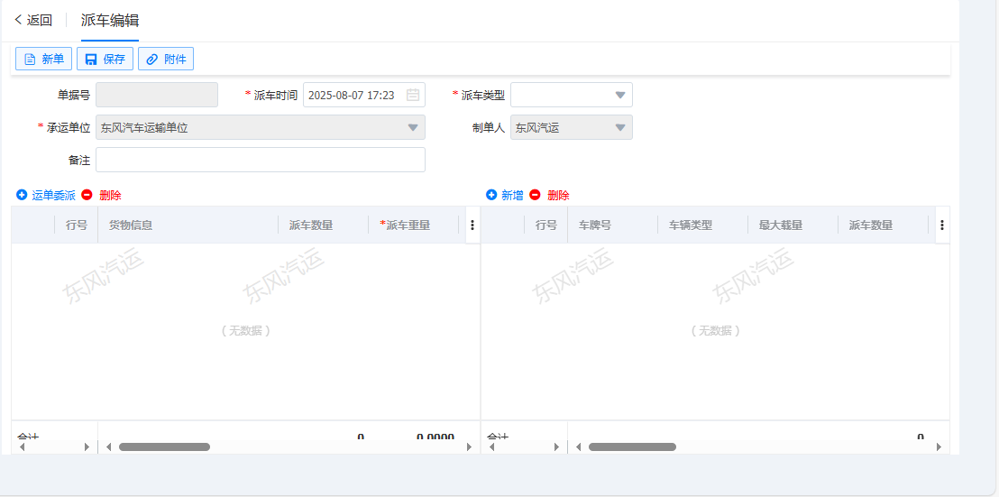 返回 派车编辑
新单 保存 附件
单据号 * 派车时间 2025-08-07 17:23 * 派车类型
* 承运单位 东风汽车运输单位 制单人 东风汽运
备注
运单委派 删除 新增 删除
行号 货物信息 派车数量 *派车重量 行号 车牌号 车辆类型 最大载量 派车数量
东风汽运 东风汽运 东风汽运 东风汽运
( 无数据 ) ( 无数据 )
合计 0 0.0000 合计 0